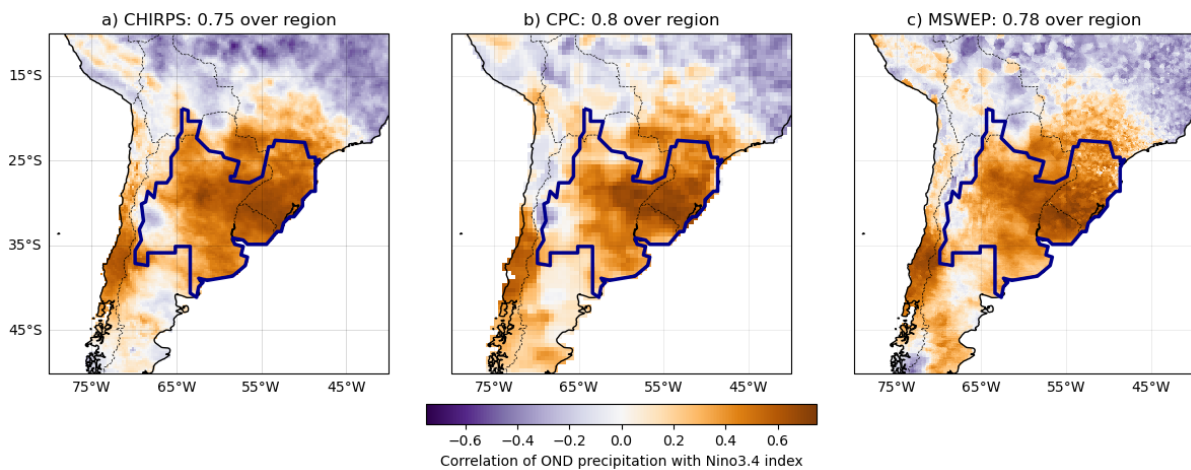 a) CHIRPS: 0.75 over region
b) CPC: 0.8 over region
c) MSWEP: 0.78 over region
15°S
25°S
35°S
45°S
75°W 65°W 55°W 45°W
75°W 65°W 55°W 45°W
75°W 65°W 55°W 45°W
−0.6 −0.4 −0.2 0.0 0.2 0.4 0.6
Correlation of OND precipitation with Nino3.4 index